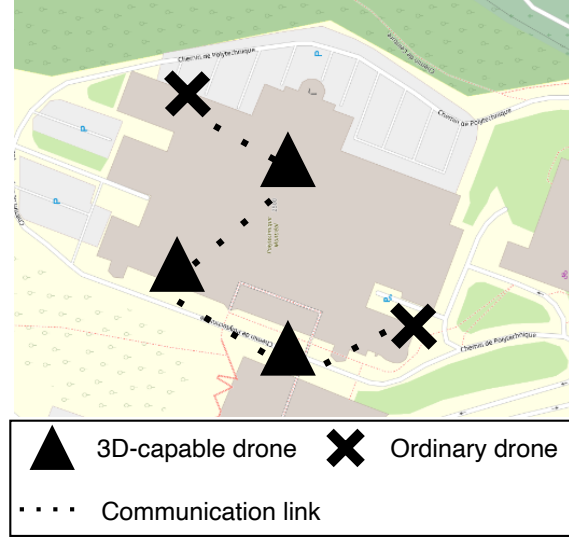 Chemin de Polytechnique
P
Chemin de Polytechnique
P
P
Chemin de Polytechnique
3D-capable drone
Ordinary drone
Communication link